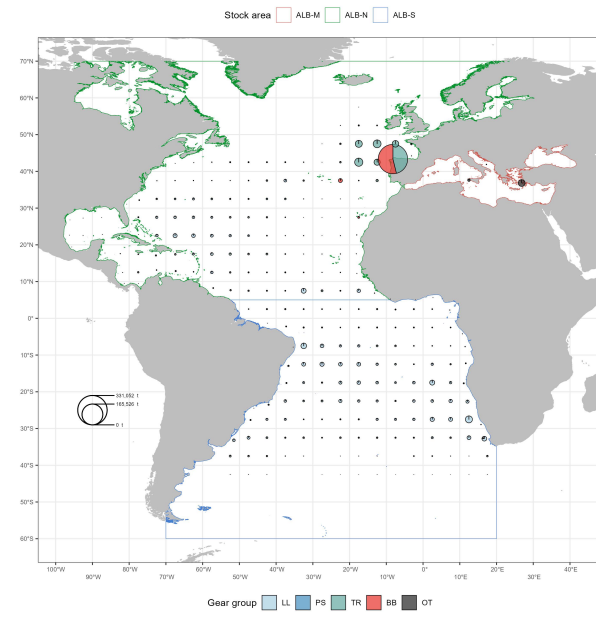 Stock area ALB-M ALB-N ALB-S
70°N
60°N
50°N
40°N
30°N
20°N
10°N
0°
10°S
20°S
30°S
40°S
50°S
60°S
331,052 t
165,526 t
0 t
100°W 90°W 80°W 70°W 60°W 50°W 40°W 30°W 20°W 10°W 0° 10°E 20°E 30°E 40°E
Gear group LL PS TR BB OT